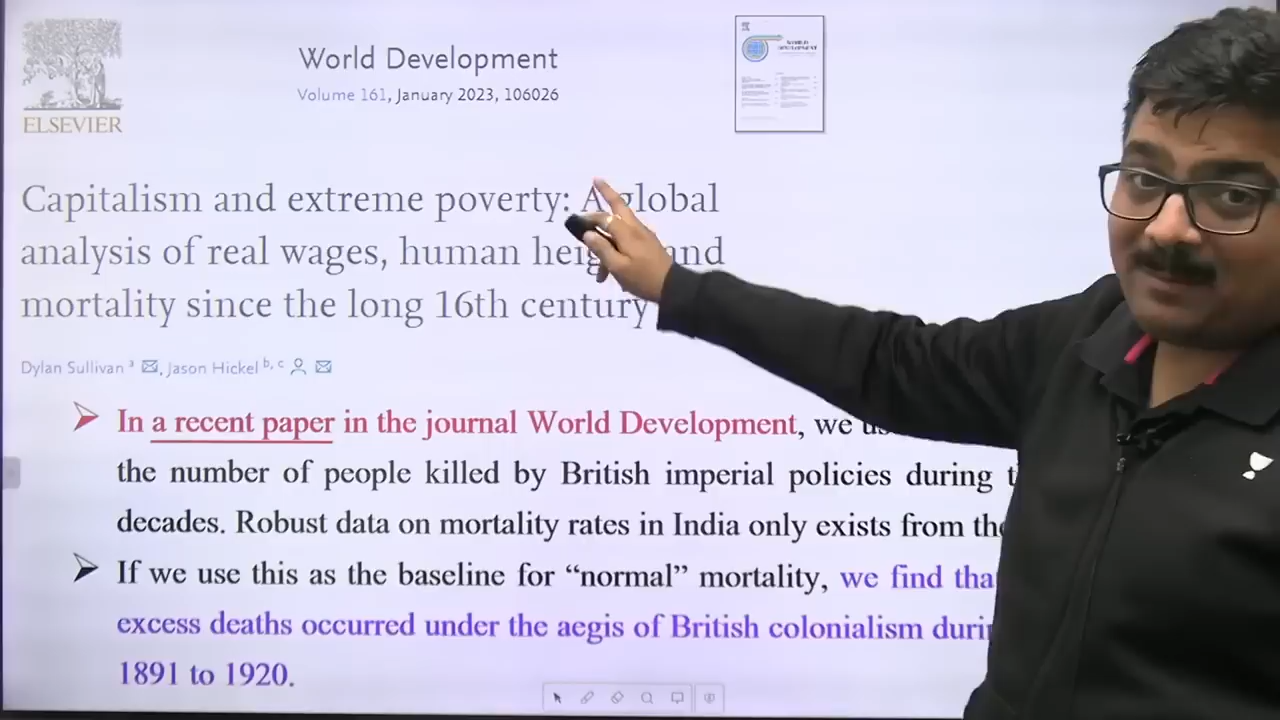 World Development
Volume 161, January 2023, 106026
ELSEVIER
WORLD DEVELOPMENT
Capitalism and extreme poverty: A global
analysis of real wages, human heig and
mortality since the long 16th century
Dylan Sullivan a, Jason Hickel b, c
➢ In a recent paper in the journal World Development, we
the number of people killed by British imperial policies during
decades. Robust data on mortality rates in India only exists from
➢ If we use this as the baseline for “normal” mortality, we find
excess deaths occurred under the aegis of British colonialism
1891 to 1920.